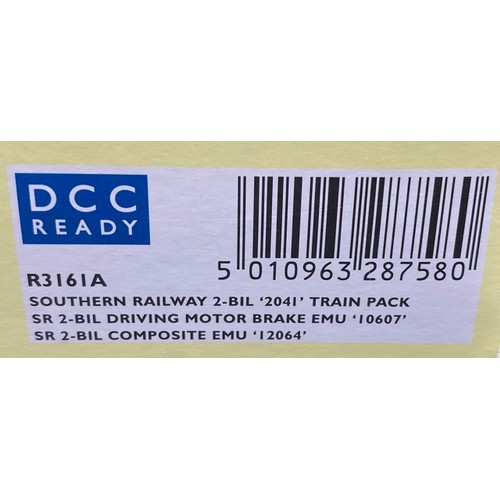 DCC
READY
5 010963 287580
R3161A
SOUTHERN RAILWAY 2-BIL ‘2041’ TRAIN PACK
SR 2-BIL DRIVING MOTOR BRAKE EMU ‘10607’
SR 2-BIL COMPOSITE EMU ‘12064’